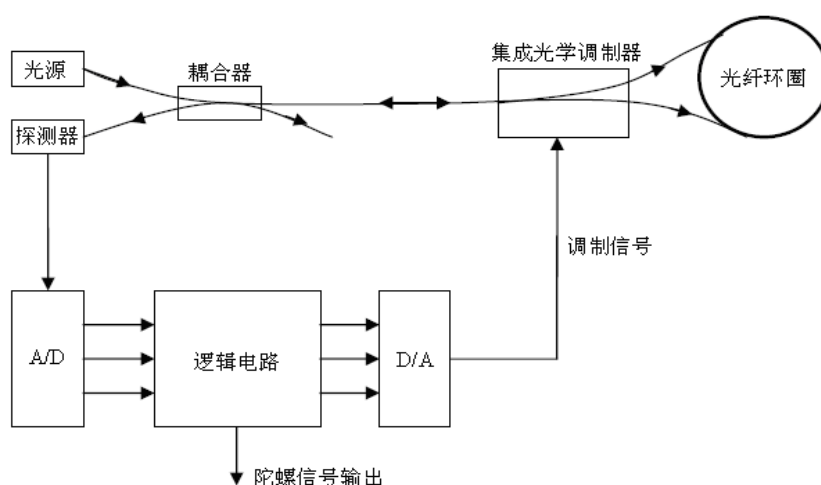 光源
耦合器
集成光学调制器
光纤环圈
探测器
调制信号
A/D
逻辑电路
D/A
陀螺信号输出